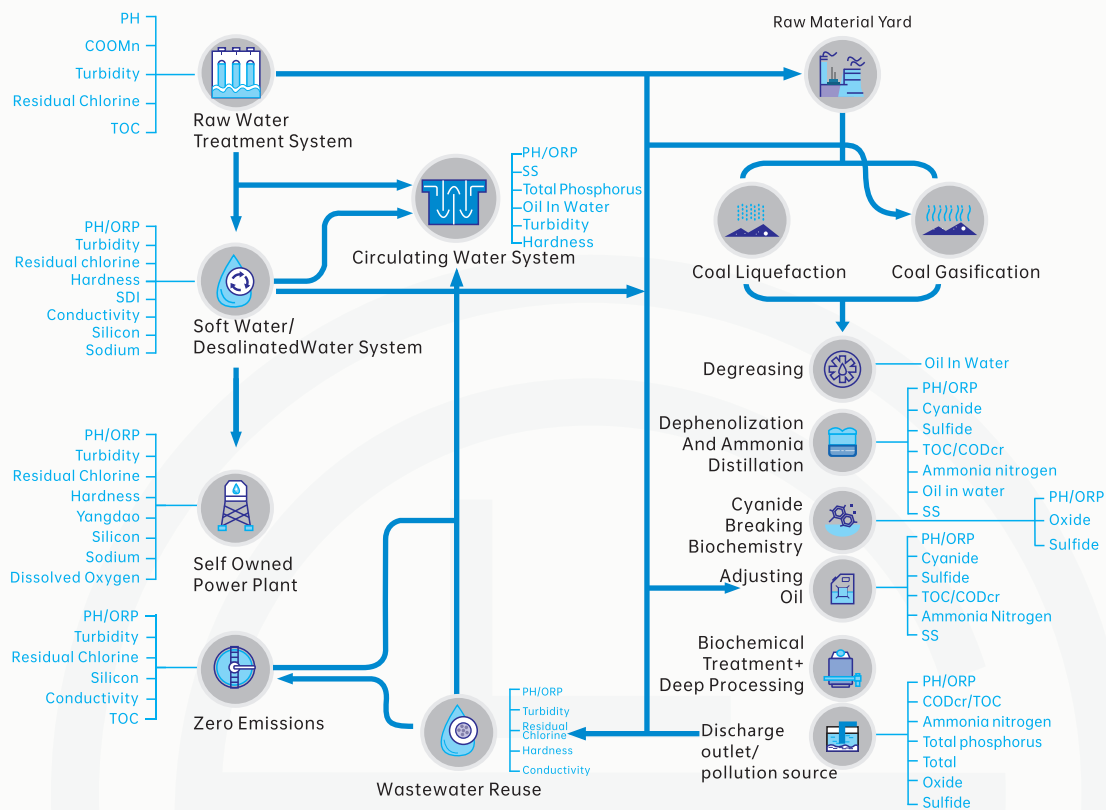 PH
COOMn
Turbidity
Residual Chlorine
TOC
Raw Water
Treatment System
Raw Material Yard
PH/ORP
SS
Total Phosphorus
Oil In Water
Turbidity
Hardness
Circulating Water System
Coal Liquefaction
Coal Gasification
PH/ORP
Turbidity
Residual chlorine
Hardness
SDI
Conductivity
Silicon
Sodium
Soft Water/
DesalinatedWater System
Degreasing
Oil In Water
Dephenolization
And Ammonia
Distillation
PH/ORP
Cyanide
Sulfide
TOC/CODcr
Ammonia nitrogen
Oil in water
SS
PH/ORP
Turbidity
Residual Chlorine
Hardness
Yangdao
Silicon
Sodium
Dissolved Oxygen
Self Owned
Power Plant
Cyanide
Breaking
Biochemistry
PH/ORP
Oxide
Sulfide
Adjusting
Oil
PH/ORP
Cyanide
Sulfide
TOC/CODcr
Ammonia Nitrogen
SS
PH/ORP
Turbidity
Residual Chlorine
Silicon
Conductivity
TOC
Zero Emissions
Biochemical
Treatment+
Deep Processing
PH/ORP
Turbidity
Residual
Chlorine
Hardness
Conductivity
Wastewater Reuse
Discharge
outlet/
pollution source
PH/ORP
CODcr/TOC
Ammonia nitrogen
Total phosphorus
Total
Oxide
Sulfide